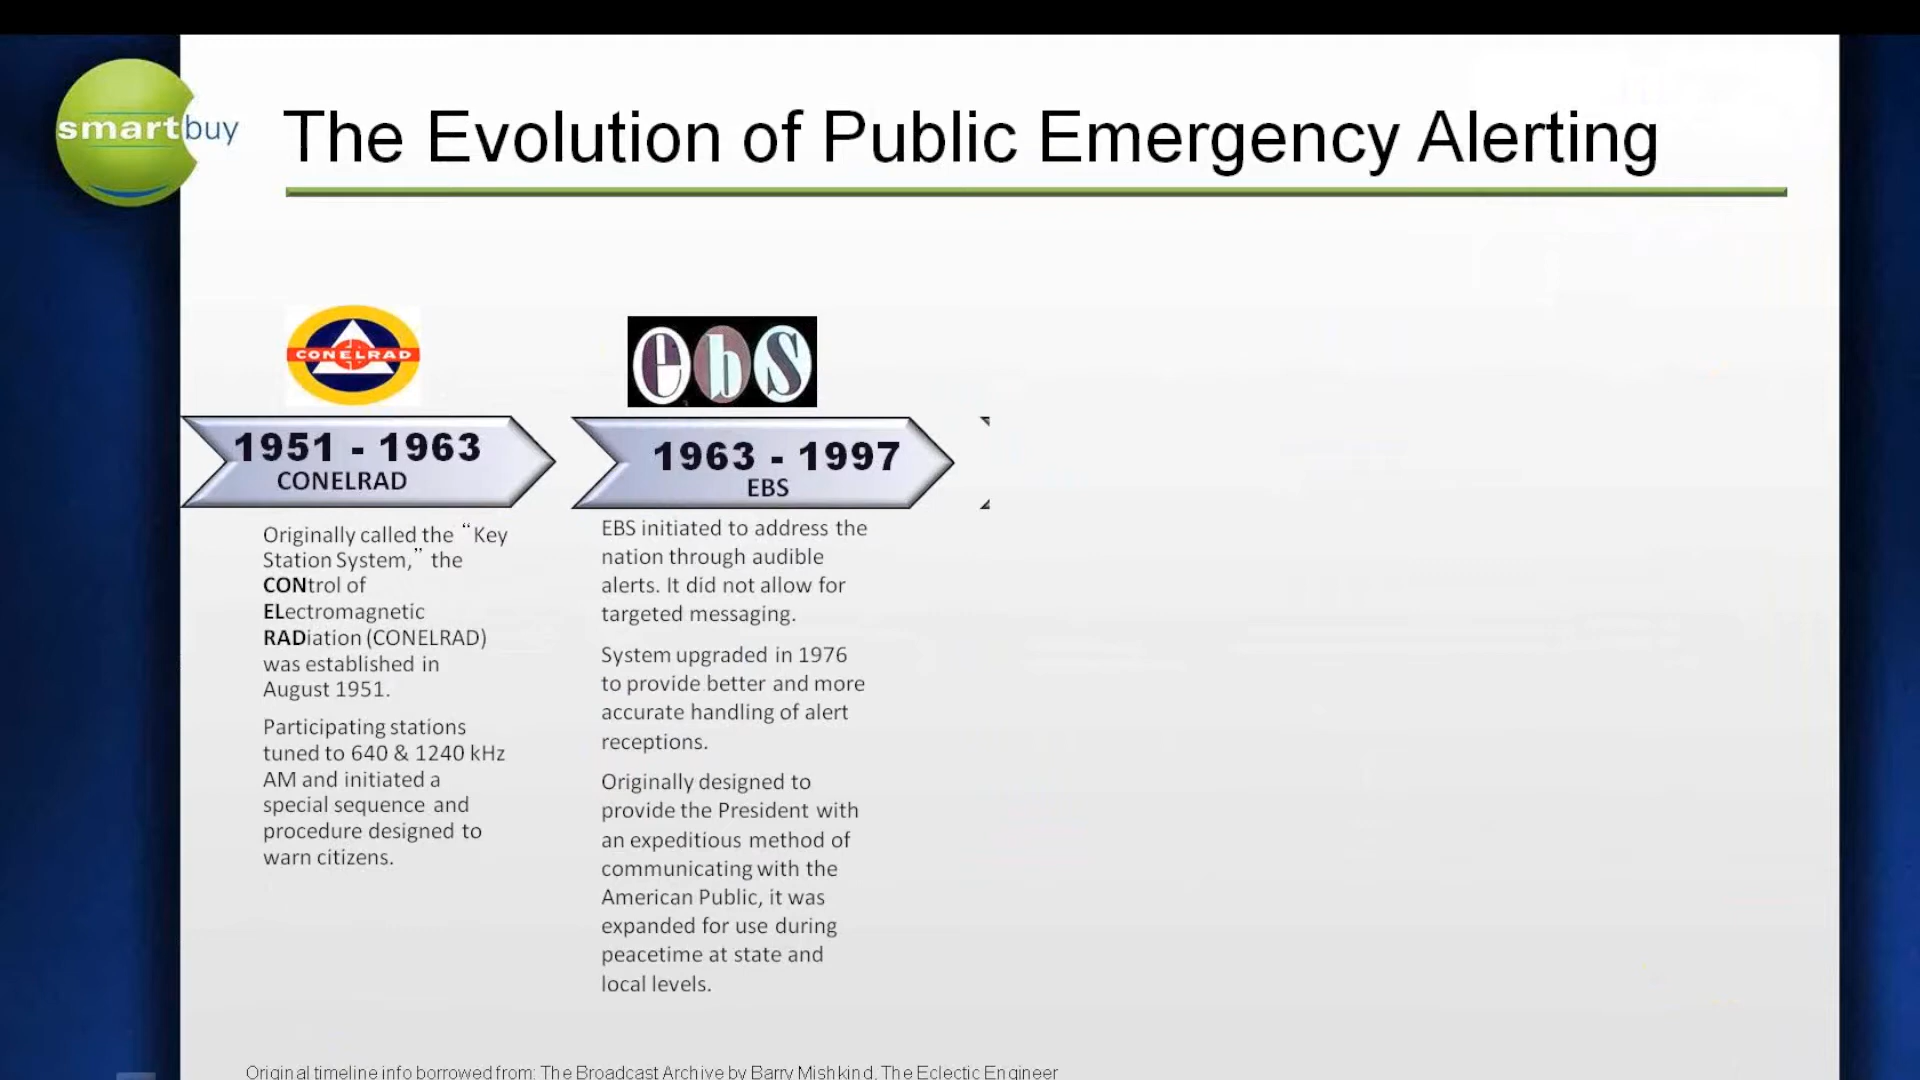 smartbuy
The Evolution of Public Emergency Alerting
CONELRAD
1951 - 1963
CONELRAD
Originally called the “Key
Station System,” the
CONtrol of
ELectromagnetic
RADiation (CONELRAD)
was established in
August 1951.
Participating stations
tuned to 640 & 1240 kHz
AM and initiated a
special sequence and
procedure designed to
warn citizens.
ebs
1963 - 1997
EBS
EBS initiated to address the
nation through audible
alerts. It did not allow for
targeted messaging.
System upgraded in 1976
to provide better and more
accurate handling of alert
receptions.
Originally designed to
provide the President with
an expeditious method of
communicating with the
American Public, it was
expanded for use during
peacetime at state and
local levels.
Original timeline info borrowed from: The Broadcast Archive by Barry Mishkind, The Eclectic Engineer